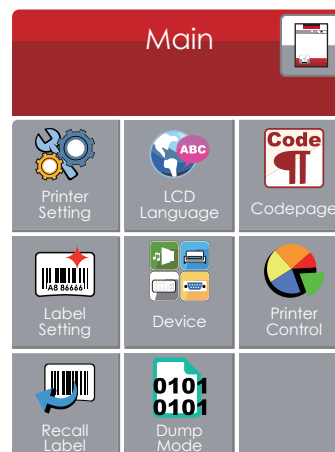 Main
ABC
Code
Printer
Setting
LCD
Language
Codepage
A8 86666
Label
Setting
Device
Printer
Control
0101
0101
Recall
Label
Dump
Mode